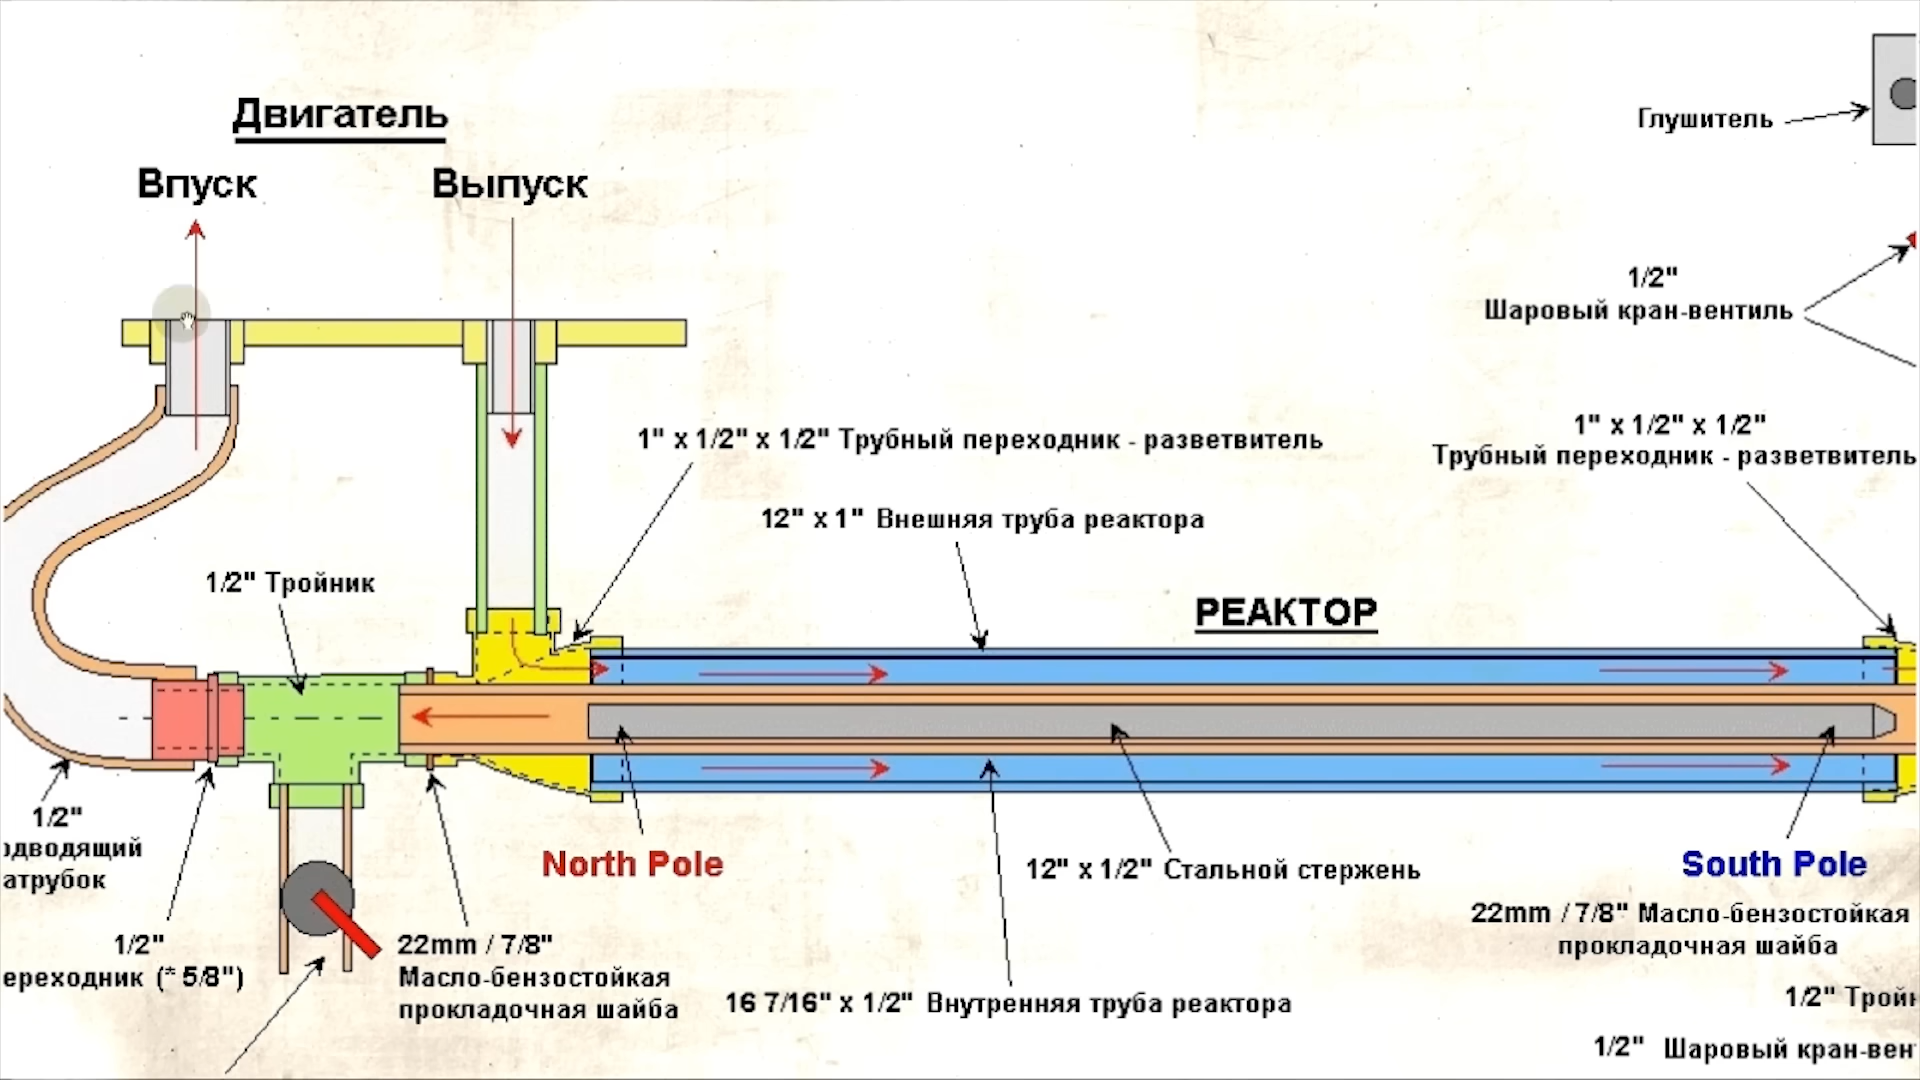 Двигатель
Впуск
Выпуск
Глушитель
1/2"
Шаровый кран-вентиль
1" x 1/2" x 1/2" Трубный переходник - разветвитель
1" x 1/2" x 1/2"
Трубный переходник - разветвитель
12" x 1" Внешняя труба реактора
1/2" Тройник
РЕАКТОР
1/2"
одводящий
атрубок
North Pole
12" x 1/2" Стальной стержень
South Pole
22mm / 7/8" Масло-бензостойкая
прокладочная шайба
1/2"
ереходник (* 5/8")
22mm / 7/8"
Масло-бензостойкая
прокладочная шайба
16 7/16" x 1/2" Внутренняя труба реактора
1/2" Тройн
1/2" Шаровый кран-вен